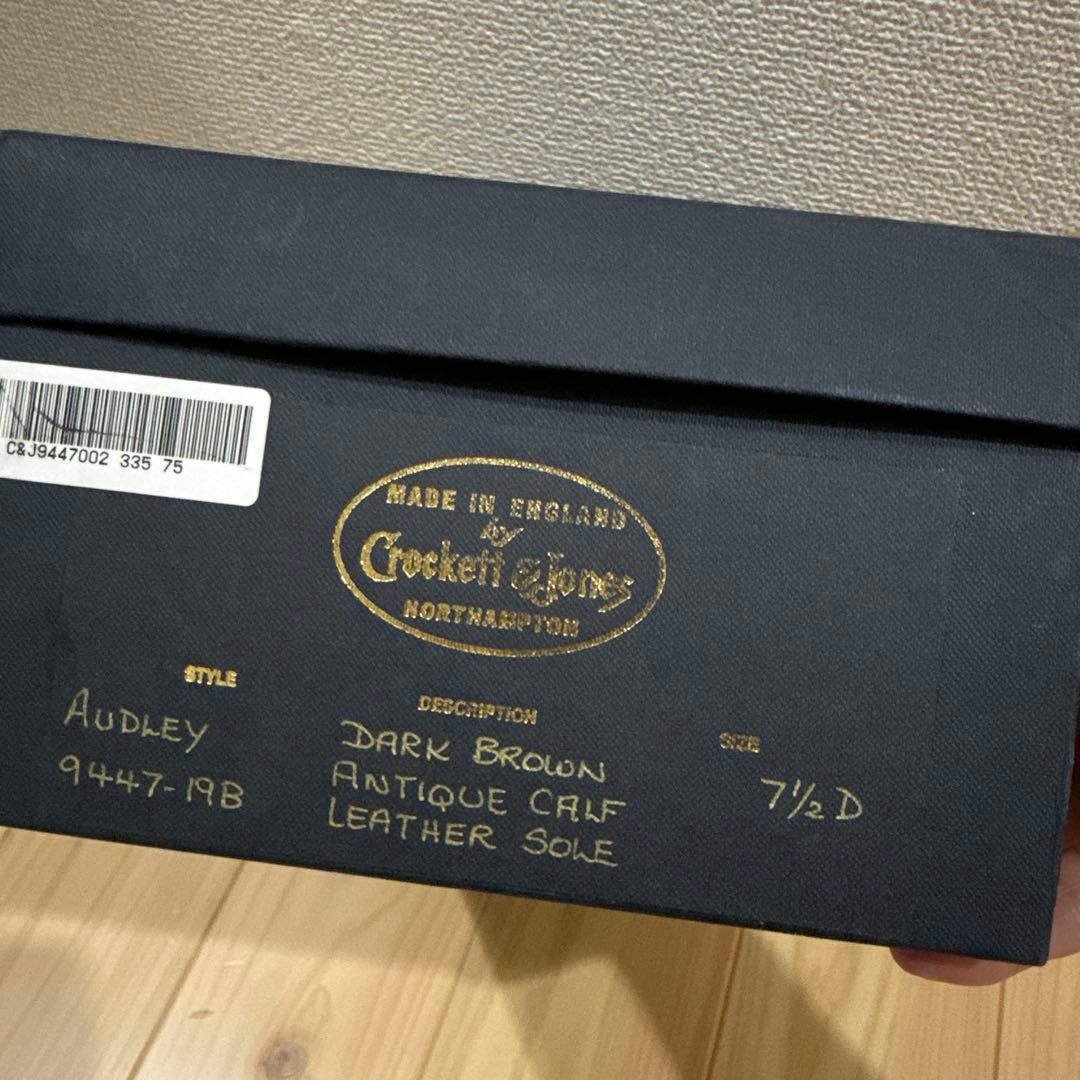 C&J9447002 335 75
MADE IN ENGLAND
by
Crockett & Jones
NORTHAMPTON
STYLE
AUDLEY
9447-19B
DESCRIPTION
DARK BROWN
ANTIQUE CALF
LEATHER SOLE
SIZE
7½ D